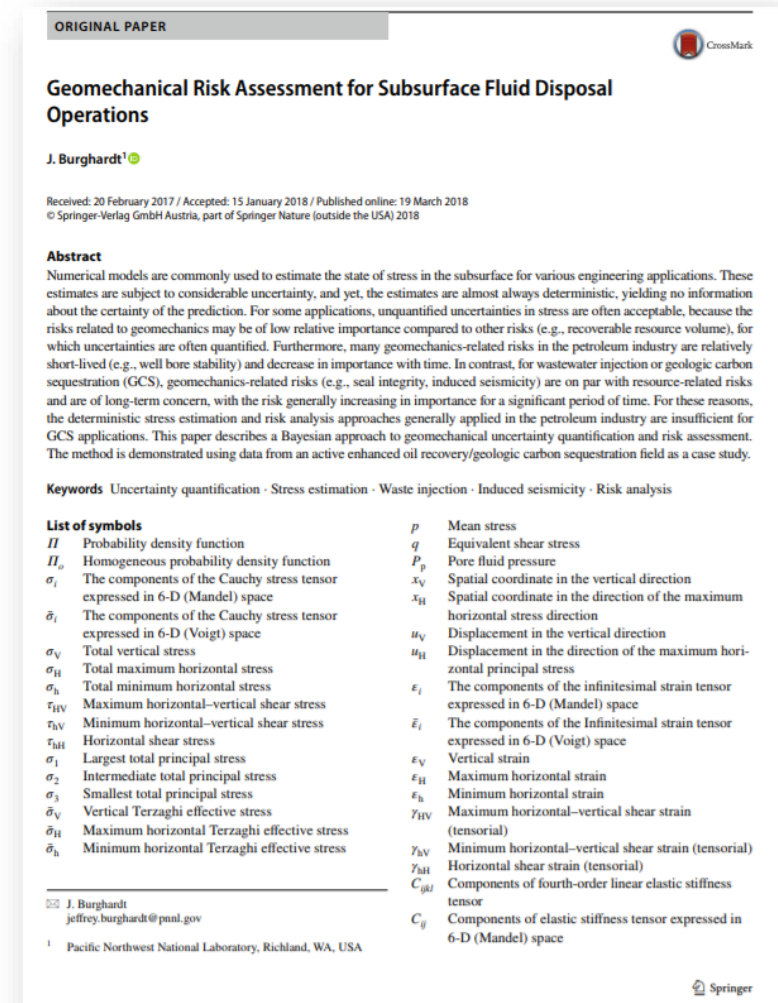 ORIGINAL PAPER
CrossMark
Geomechanical Risk Assessment for Subsurface Fluid Disposal
Operations
J. Burghardt¹
Received: 20 February 2017 / Accepted: 15 January 2018 / Published online: 19 March 2018
© Springer-Verlag GmbH Austria, part of Springer Nature (outside the USA) 2018
Abstract
Numerical models are commonly used to estimate the state of stress in the subsurface for various engineering applications. These
estimates are subject to considerable uncertainty, and yet, the estimates are almost always deterministic, yielding no information
about the certainty of the prediction. For some applications, unquantified uncertainties in stress are often acceptable, because the
risks related to geomechanics may be of low relative importance compared to other risks (e.g., recoverable resource volume), for
which uncertainties are often quantified. Furthermore, many geomechanics-related risks in the petroleum industry are relatively
short-lived (e.g., well bore stability) and decrease in importance with time. In contrast, for wastewater injection or geologic carbon
sequestration (GCS), geomechanics-related risks (e.g., seal integrity, induced seismicity) are on par with resource-related risks
and are of long-term concern, with the risk generally increasing in importance for a significant period of time. For these reasons,
the deterministic stress estimation and risk analysis approaches generally applied in the petroleum industry are insufficient for
GCS applications. This paper describes a Bayesian approach to geomechanical uncertainty quantification and risk assessment.
The method is demonstrated using data from an active enhanced oil recovery/geologic carbon sequestration field as a case study.
Keywords Uncertainty quantification · Stress estimation · Waste injection · Induced seismicity · Risk analysis
List of symbols
Π Probability density function
Π_o Homogeneous probability density function
σ_i The components of the Cauchy stress tensor
expressed in 6-D (Mandel) space
σ̄_i The components of the Cauchy stress tensor
expressed in 6-D (Voigt) space
σ_V Total vertical stress
σ_H Total maximum horizontal stress
σ_h Total minimum horizontal stress
τ_HV Maximum horizontal–vertical shear stress
τ_hV Minimum horizontal–vertical shear stress
τ_hH Horizontal shear stress
σ_1 Largest total principal stress
σ_2 Intermediate total principal stress
σ_3 Smallest total principal stress
σ̄_V Vertical Terzaghi effective stress
σ̄_H Maximum horizontal Terzaghi effective stress
σ̄_h Minimum horizontal Terzaghi effective stress
p Mean stress
q Equivalent shear stress
P_p Pore fluid pressure
x_V Spatial coordinate in the vertical direction
x_H Spatial coordinate in the direction of the maximum
horizontal stress direction
u_V Displacement in the vertical direction
u_H Displacement in the direction of the maximum hori-
zontal principal stress
ε_i The components of the infinitesimal strain tensor
expressed in 6-D (Mandel) space
ε̄_i The components of the Infinitesimal strain tensor
expressed in 6-D (Voigt) space
ε_V Vertical strain
ε_H Maximum horizontal strain
ε_h Minimum horizontal strain
γ_HV Maximum horizontal–vertical shear strain
(tensorial)
γ_hV Minimum horizontal–vertical shear strain (tensorial)
γ_hH Horizontal shear strain (tensorial)
C_ijkl Components of fourth-order linear elastic stiffness
tensor
C_ij Components of elastic stiffness tensor expressed in
6-D (Mandel) space
J. Burghardt
jeffrey.burghardt@pnnl.gov
¹ Pacific Northwest National Laboratory, Richland, WA, USA
Springer